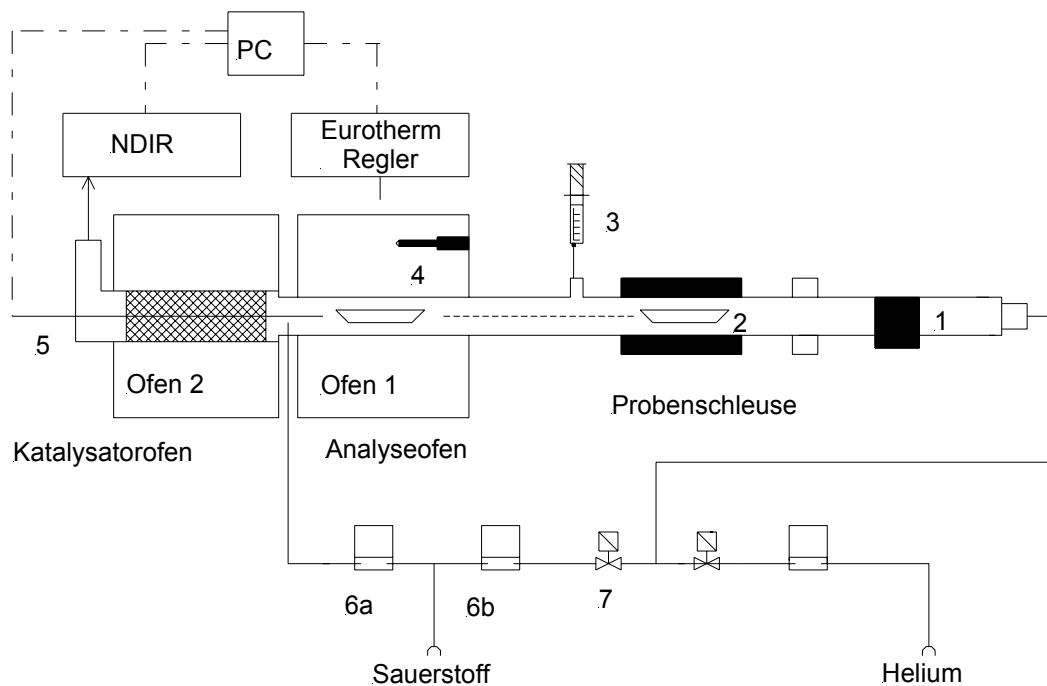 PC
NDIR
Eurotherm
Regler
3
4
5
2
1
Ofen 2
Ofen 1
Probenschleuse
Katalysatorofen
Analyseofen
6a
6b
7
Sauerstoff
Helium